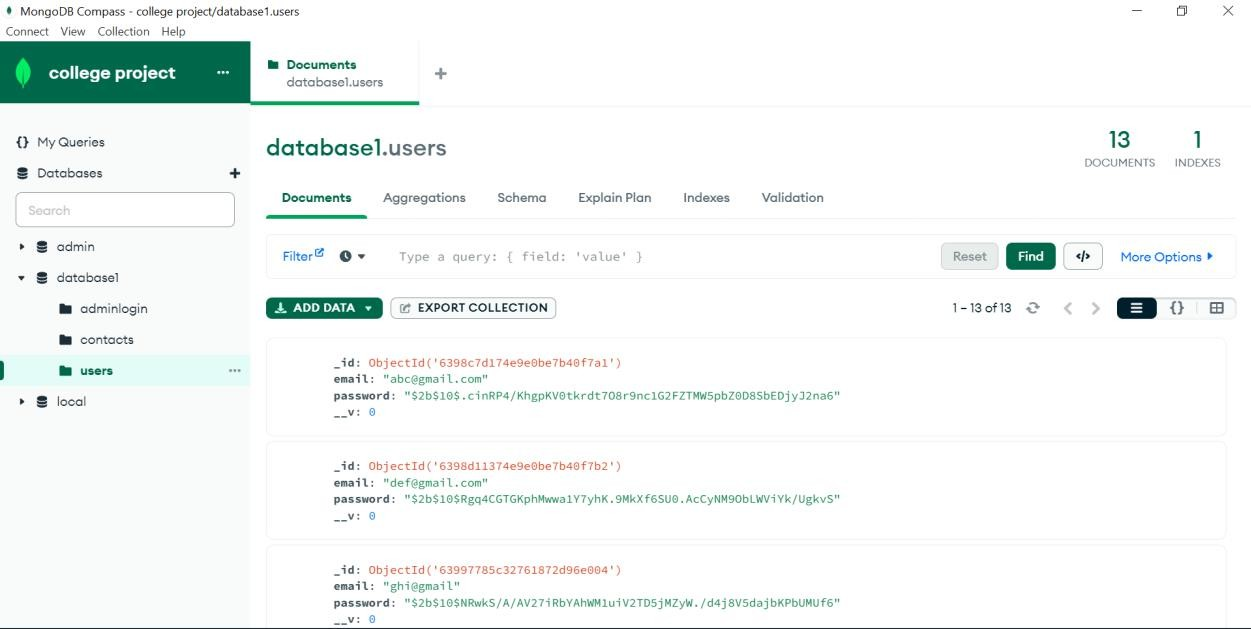 MongoDB Compass - college project/database1.users
Connect View Collection Help
college project
Documents
database1.users
My Queries
Databases
Search
admin
database1
adminlogin
contacts
users
local
database1.users
13
DOCUMENTS
1
INDEXES
Documents Aggregations Schema Explain Plan Indexes Validation
Filter Type a query: { field: 'value' } Reset Find </> More Options
ADD DATA EXPORT COLLECTION 1 – 13 of 13 {}
_id: ObjectId('6398c7d174e9e0be7b40f7a1')
email: "abc@gmail.com"
password: "$2b$10$.cinRP4/KhgpKV0tkrdt7O8r9nc1G2FZTMW5pbZ0D8SbEDjyJ2na6"
__v: 0
_id: ObjectId('6398d11374e9e0be7b40f7b2')
email: "def@gmail.com"
password: "$2b$10$Rgq4CGTGKphMwwa1Y7yhK.9MkXf6SU0.AcCyNM9ObLWViYk/UgkvS"
__v: 0
_id: ObjectId('63997785c32761872d96e004')
email: "ghi@gmail"
password: "$2b$10$NRwkS/A/AV27iRbYAhWM1uiV2TD5jMZyW./d4j8V5dajbKPbUMUf6"
__v: 0